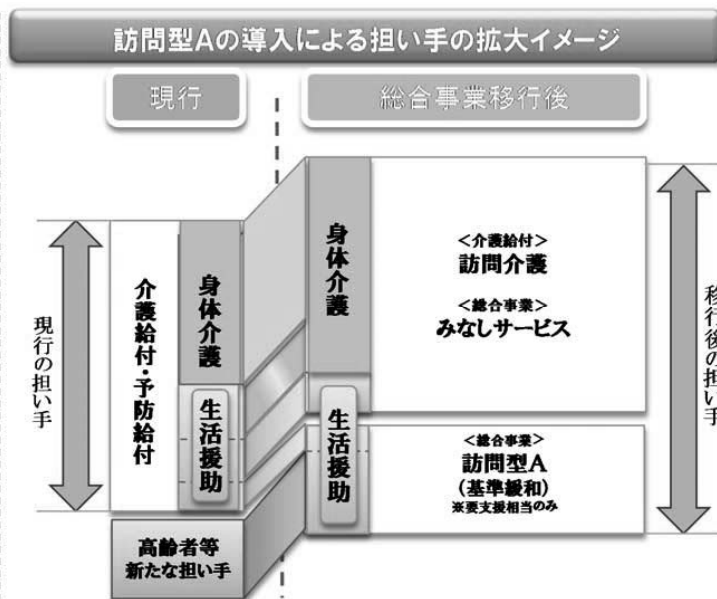 訪問型Aの導入による担い手の拡大イメージ
現行
総合事業移行後
現行の担い手
介護給付・予防給付
身体介護
生活援助
高齢者等
新たな担い手
身体介護
生活援助
<介護給付>
訪問介護
<総合事業>
みなしサービス
<総合事業>
訪問型A
(基準緩和)
※要支援相当のみ
移行後の担い手